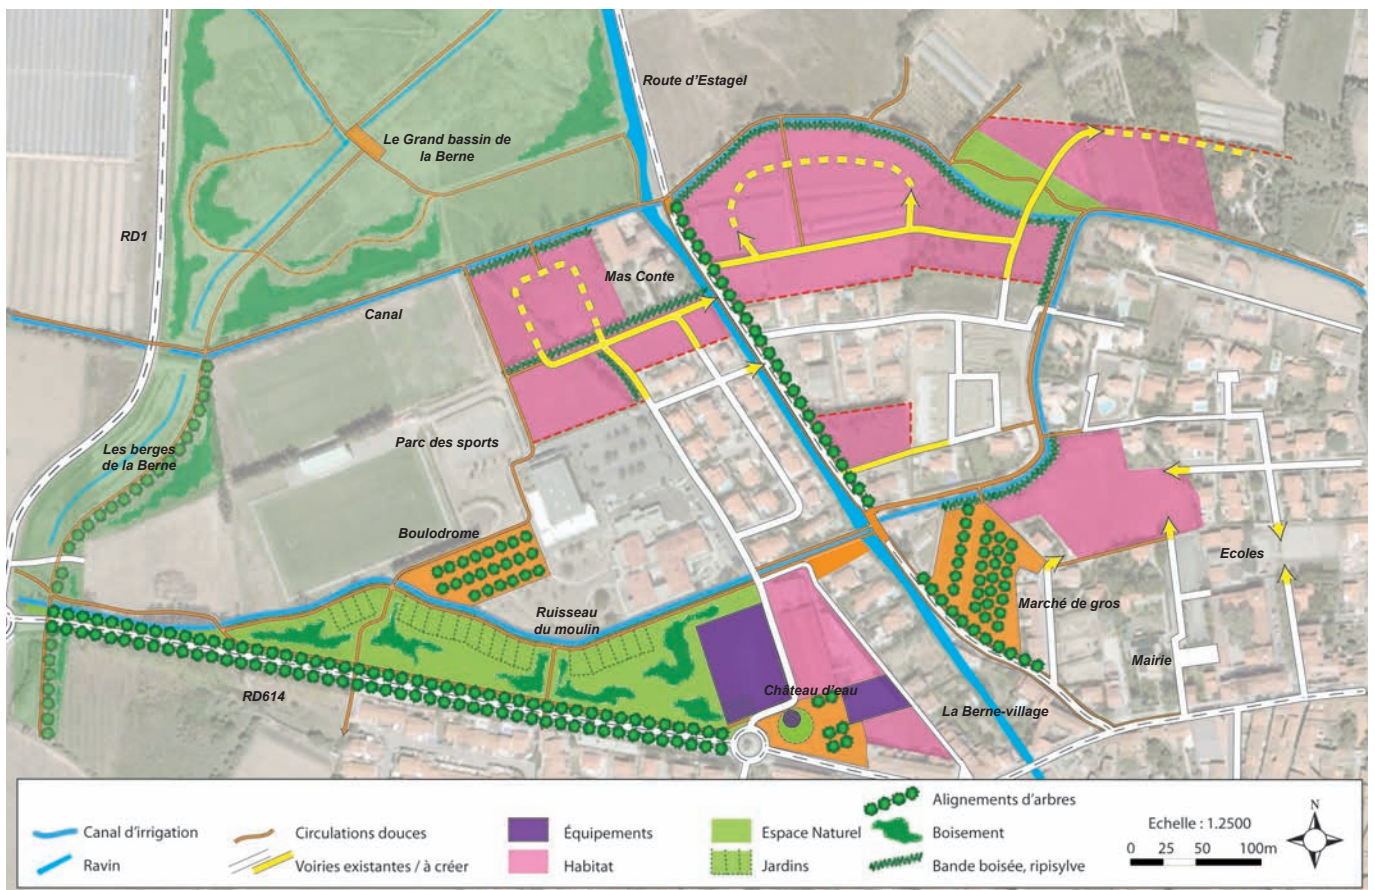 Route d'Estagel
Le Grand bassin de
la Berne
RD1
Mas Conte
Canal
Parc des sports
Les berges
de la Berne
Boulodrome
Ecoles
Marché de gros
Ruisseau
du moulin
Mairie
RD614
Château d'eau
La Berne-village
Canal d'irrigation
Ravin
Circulations douces
Voiries existantes / à créer
Équipements
Habitat
Espace Naturel
Jardins
Alignements d'arbres
Boisement
Bande boisée, ripisylve
Echelle : 1.2500
0 25 50 100m
N